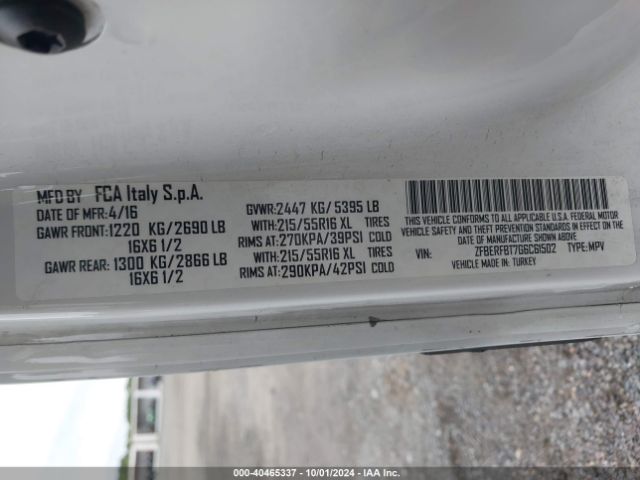 MFD BY FCA Italy S.p.A.
DATE OF MFR: 4/16
GAWR FRONT: 1220 KG/2690 LB
16X6 1/2
GAWR REAR: 1300 KG/2866 LB
16X6 1/2
GVWR: 2447 KG/ 5395 LB
WITH: 215/55R16 XL TIRES
RIMS AT: 270KPA/39PSI COLD
WITH: 215/55R16 XL TIRES
RIMS AT: 290KPA/42PSI COLD
THIS VEHICLE CONFORMS TO ALL APPLICABLE U.S.A. FEDERAL MOTOR
VEHICLE SAFETY, BUMPER, AND THEFT PREVENTION STANDARDS IN EFFECT
ON THE DATE OF MANUFACTURE SHOWN ABOVE.
VIN: ZFBERFBT7G6C61502 TYPE: MPV
VEHICLE MADE IN: TURKEY
000-40465337 - 10/01/2024 - IAA Inc.